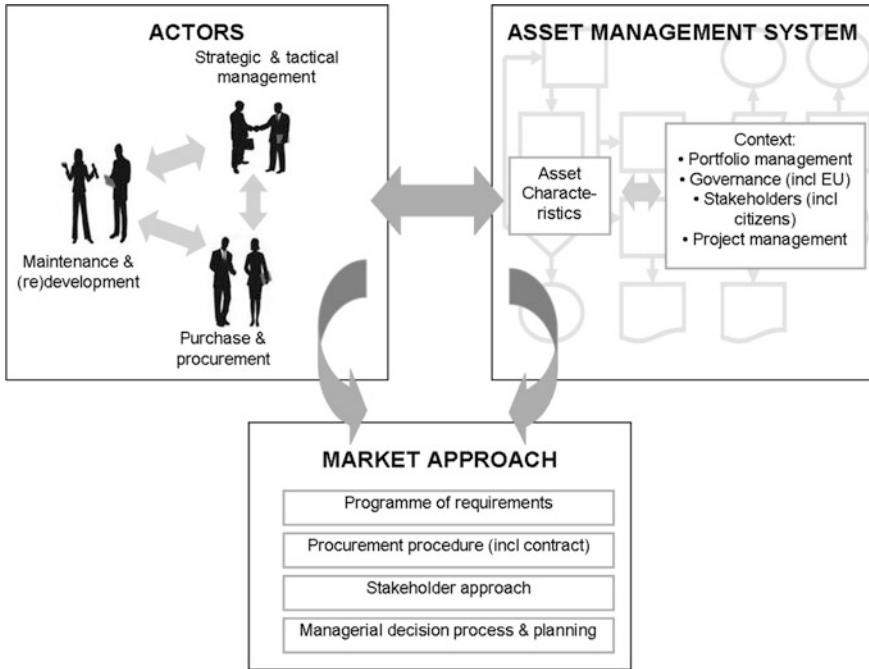 ACTORS
Strategic & tactical
management
Maintenance &
(re)development
Purchase &
procurement
ASSET MANAGEMENT SYSTEM
Asset
Characte-
ristics
Context:
• Portfolio management
• Governance (incl EU)
• Stakeholders (incl
citizens)
• Project management
MARKET APPROACH
Programme of requirements
Procurement procedure (incl contract)
Stakeholder approach
Managerial decision process & planning